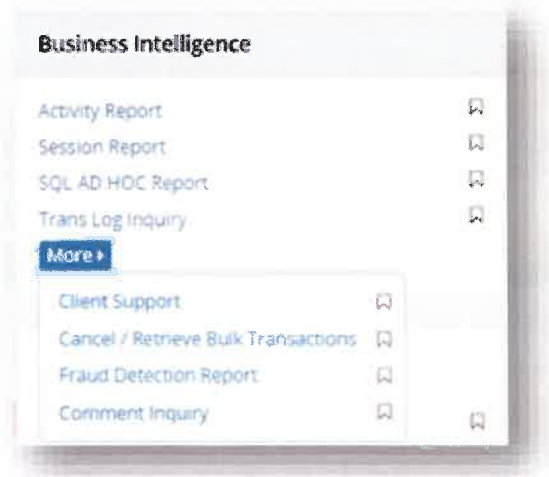 Business Intelligence
Activity Report
Session Report
SQL AD HOC Report
Trans Log Inquiry
More
Client Support
Cancel / Retrieve Bulk Transactions
Fraud Detection Report
Comment Inquiry